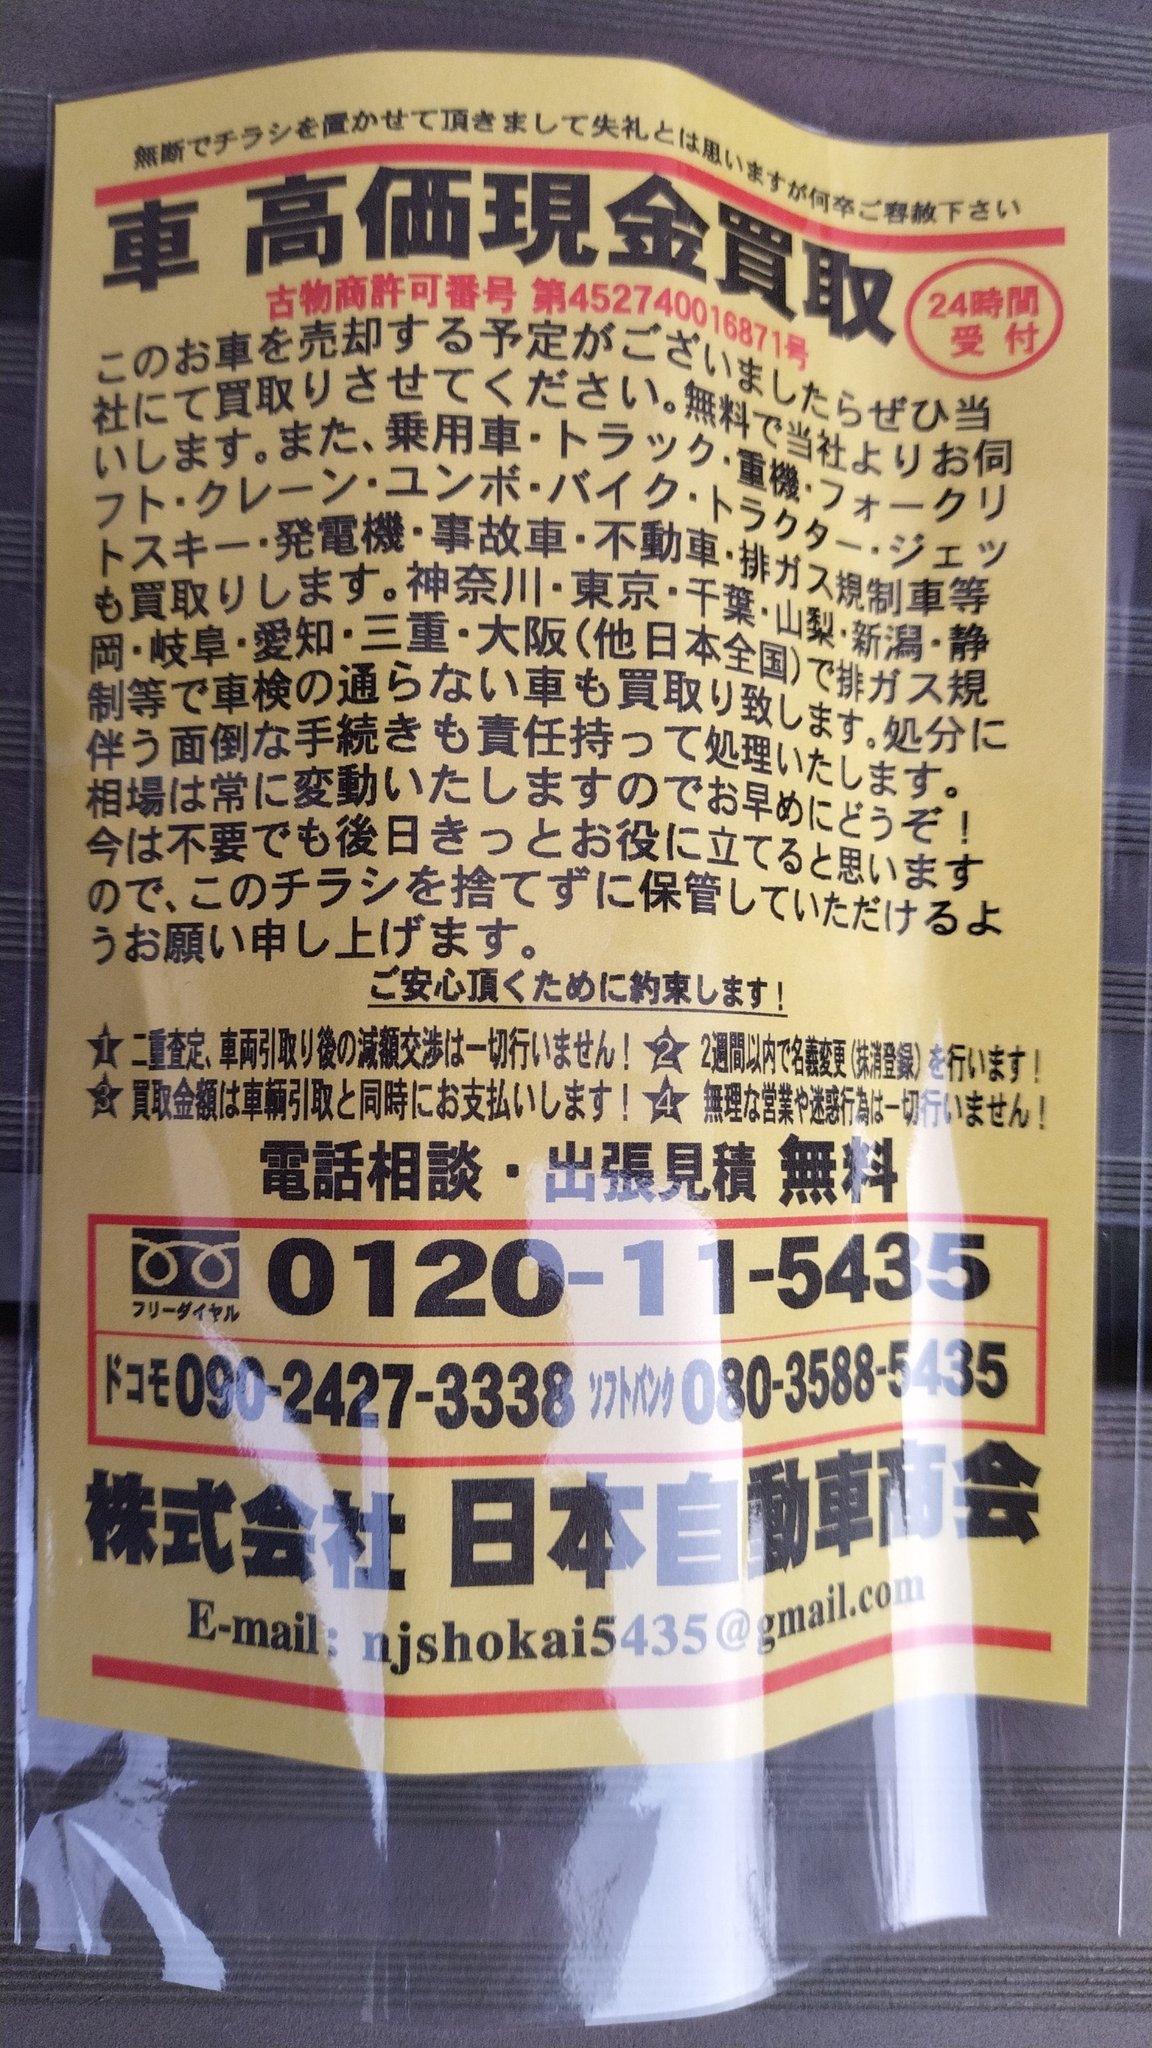 無断でチラシを置かせて頂きまして失礼とは思いますが何卒ご容赦下さい
車 高価現金買取
古物商許可番号 第452740016871号
24時間
受付
このお車を売却する予定がございましたらぜひ当
社にて買取りさせてください。無料で当社よりお伺
いします。また、乗用車・トラック・重機・フォークリ
フト・クレーン・ユンボ・バイク・トラクター・ジェッ
トスキー・発電機・事故車・不動車・排ガス規制車等
も買取りします。神奈川・東京・千葉・山梨・新潟・静
岡・岐阜・愛知・三重・大阪(他日本全国)で排ガス規
制等で車検の通らない車も買取り致します。処分に
伴う面倒な手続きも責任持って処理いたします。
相場は常に変動いたしますのでお早めにどうぞ!
今は不要でも後日きっとお役に立てると思います
ので、このチラシを捨てずに保管していただけるよ
うお願い申し上げます。
ご安心頂くために約束します!
1 二重査定、車両引取り後の減額交渉は一切行いません! 2 2週間以内で名義変更(抹消登録)を行います!
3 買取金額は車輌引取と同時にお支払いします! 4 無理な営業や迷惑行為は一切行いません!
電話相談・出張見積 無料
フリーダイヤル 0120-11-5435
ドコモ 090-2427-3338 ソフトバンク 080-3588-5435
株式会社 日本自動車商会
E-mail: njshokai5435@gmail.com